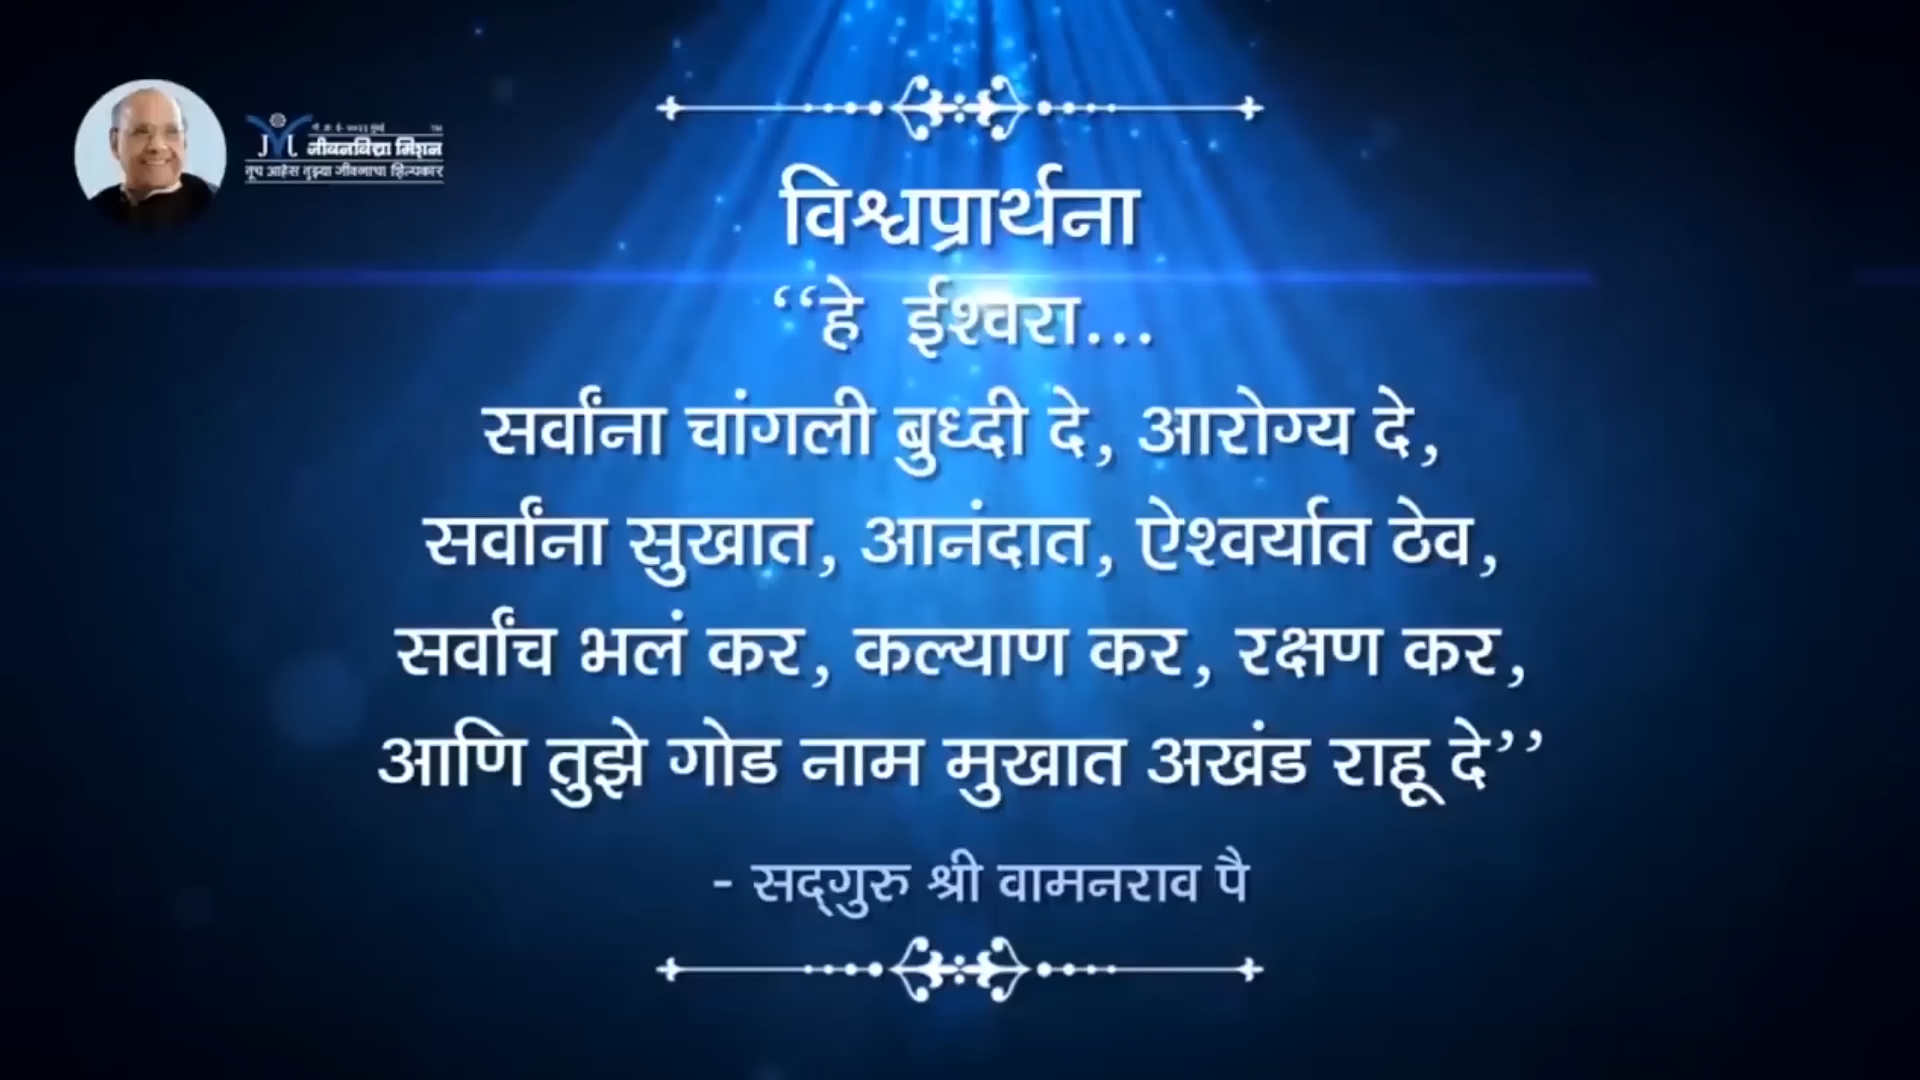 जीवनविद्या मिशन
तूच आहेस तुझ्या जीवनाचा शिल्पकार
विश्वप्रार्थना
“हे ईश्वरा...
सर्वांना चांगली बुध्दी दे, आरोग्य दे,
सर्वांना सुखात, आनंदात, ऐश्वर्यात ठेव,
सर्वांच भलं कर, कल्याण कर, रक्षण कर,
आणि तुझे गोड नाम मुखात अखंड राहू दे”
- सद्‌गुरु श्री वामनराव पै